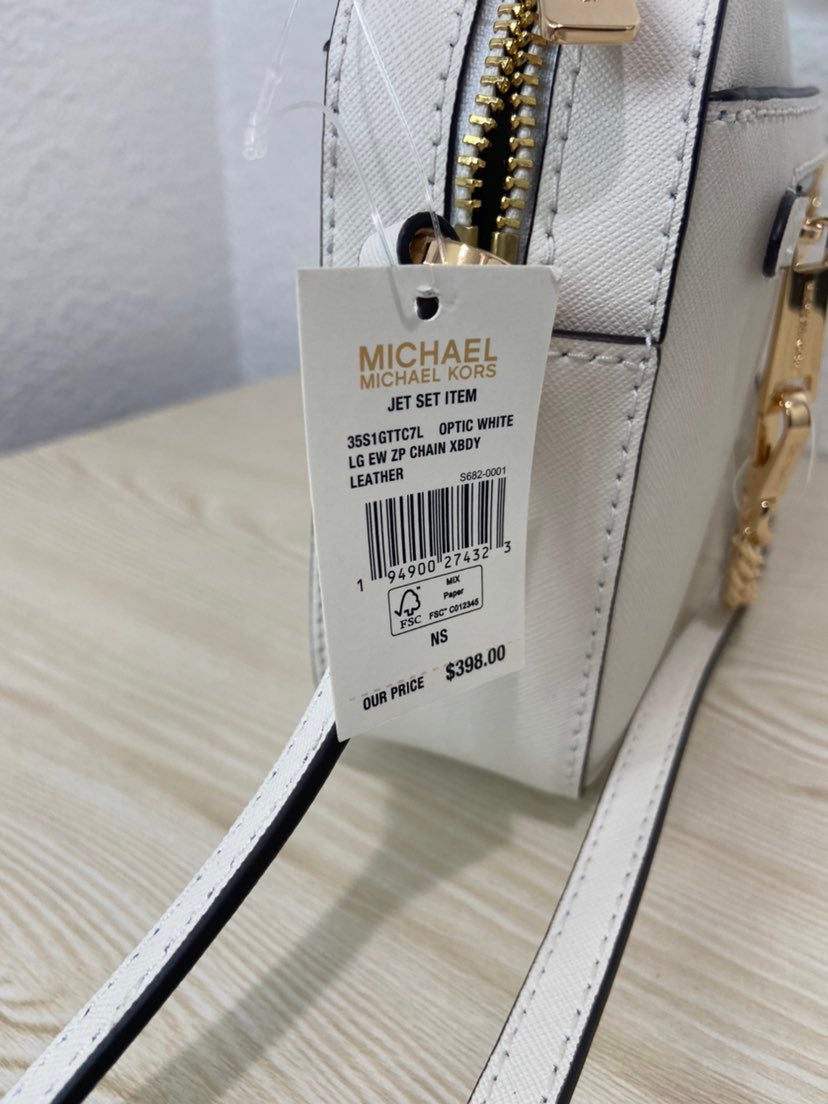 MICHAEL
MICHAEL KORS
JET SET ITEM
35S1GTTC7L OPTIC WHITE
LG EW ZP CHAIN XBDY
LEATHER S682-0001
1 94900 27432 3
FSC
MIX
Paper
FSC™ C012345
NS
OUR PRICE $398.00